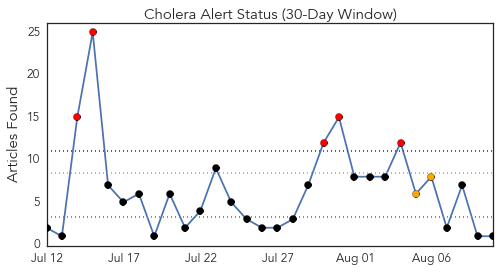 Cholera Alert Status (30-Day Window)
Articles Found
25
20
15
10
5
0
Jul 12
Jul 17
Jul 22
Jul 27
Aug 01
Aug 06